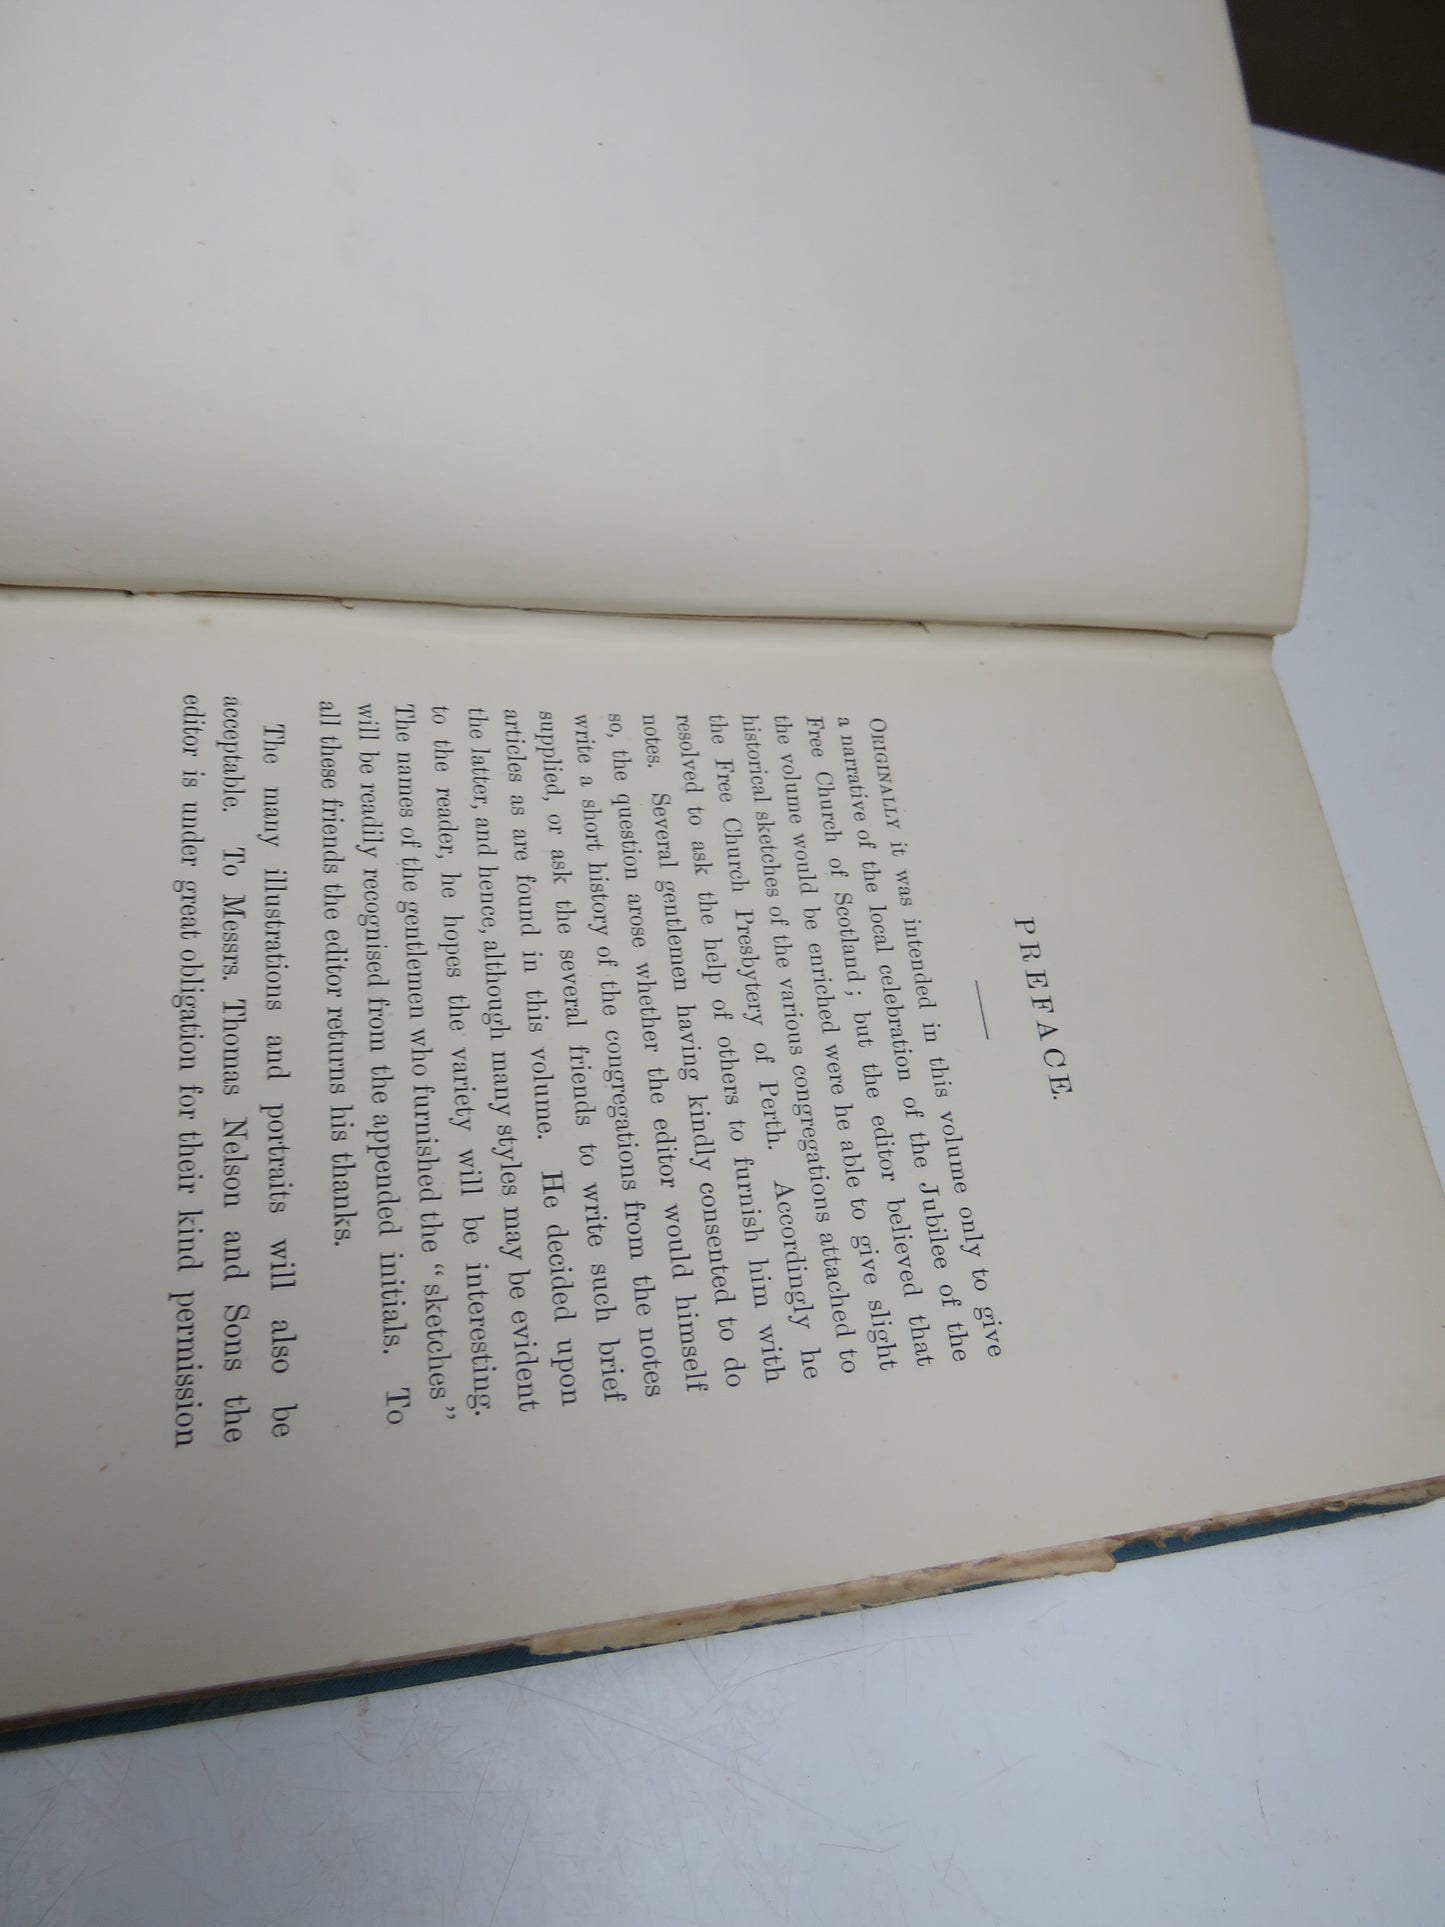 PREFACE.
ORIGINALLY it was intended in this volume only to give
a narrative of the local celebration of the Jubilee of the
Free Church of Scotland; but the editor believed that
the volume would be enriched were he able to give slight
historical sketches of the various congregations attached to
the Free Church Presbytery of Perth. Accordingly he
resolved to ask the help of others to furnish him with
notes. Several gentlemen having kindly consented to do
so, the question arose whether the editor would himself
write a short history of the congregations from the notes
supplied, or ask the several friends to write such brief
articles as are found in this volume. He decided upon
the latter, and hence, although many styles may be evident
to the reader, he hopes the variety will be interesting.
The names of the gentlemen who furnished the “sketches”
will be readily recognised from the appended initials. To
all these friends the editor returns his thanks.
The many illustrations and portraits will also be
acceptable. To Messrs. Thomas Nelson and Sons the
editor is under great obligation for their kind permission